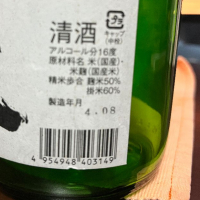 清酒
プラ
キャップ
(中栓)
アルコール分16度
原材料名 米(国産)・
米麹(国産米)
精米歩合 麹米50%
掛米60%
製造年月
4.08
4 954948 403149